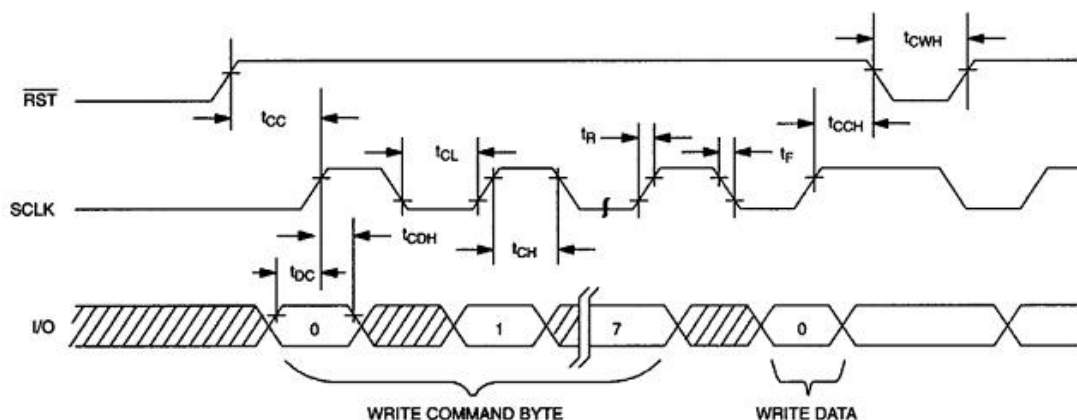 tCWH
RST
tCC
tCCH
tR
tF
tCL
SCLK
tCDH
tCH
tDC
I/O
0
1
7
0
WRITE COMMAND BYTE
WRITE DATA